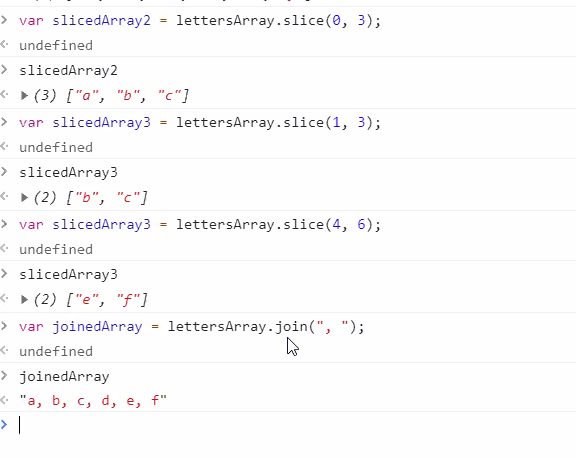 > var slicedArray2 = lettersArray.slice(0, 3);
undefined
> slicedArray2
(3) ["a", "b", "c"]
> var slicedArray3 = lettersArray.slice(1, 3);
undefined
> slicedArray3
(2) ["b", "c"]
> var slicedArray3 = lettersArray.slice(4, 6);
undefined
> slicedArray3
(2) ["e", "f"]
> var joinedArray = lettersArray.join(", ");
undefined
> joinedArray
"a, b, c, d, e, f"
>